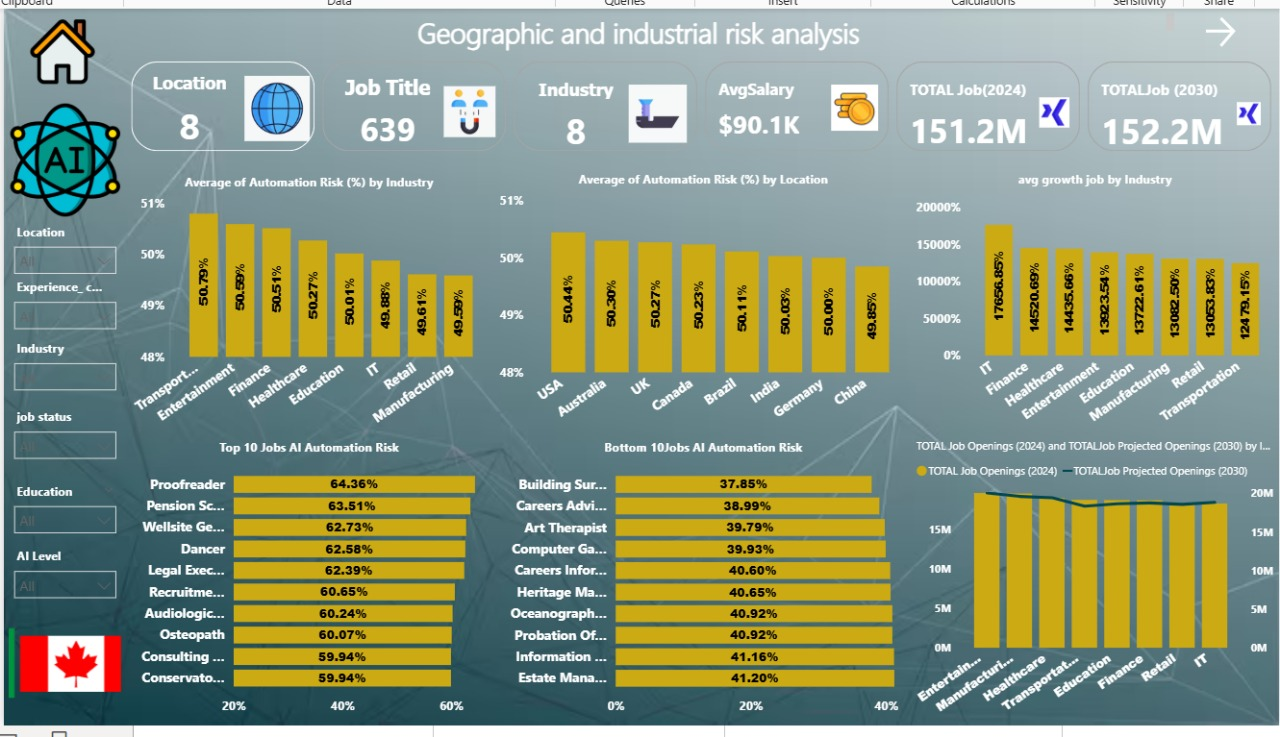 Clipboard
Data
Queries
Insert
Calculations
Sensitivity
Share
Geographic and industrial risk analysis
Location
8
Job Title
639
Industry
8
AvgSalary
$90.1K
TOTAL Job(2024)
151.2M
TOTALJob (2030)
152.2M
AI
Location
All
Experience_ c...
All
Industry
All
job status
All
Education
All
AI Level
All
Average of Automation Risk (%) by Industry
51%
50%
49%
48%
50.79%
50.59%
50.51%
50.27%
50.01%
49.88%
49.61%
49.59%
Transport...
Entertainment
Finance
Healthcare
Education
IT
Retail
Manufacturing
Average of Automation Risk (%) by Location
51%
50%
49%
48%
50.44%
50.30%
50.27%
50.23%
50.11%
50.03%
50.00%
49.85%
USA
Australia
UK
Canada
Brazil
India
Germany
China
avg growth job by Industry
20000%
15000%
10000%
5000%
0%
17656.85%
14520.69%
14435.66%
13923.54%
13722.61%
13082.50%
13053.83%
12479.15%
IT
Finance
Healthcare
Entertainment
Education
Manufacturing
Retail
Transportation
Top 10 Jobs AI Automation Risk
Proofreader 64.36%
Pension Sc... 63.51%
Wellsite Ge... 62.73%
Dancer 62.58%
Legal Exec... 62.39%
Recruitme... 60.65%
Audiologic... 60.24%
Osteopath 60.07%
Consulting ... 59.94%
Conservato... 59.94%
20% 40% 60%
Bottom 10Jobs AI Automation Risk
Building Sur... 37.85%
Careers Advi... 38.99%
Art Therapist 39.79%
Computer Ga... 39.93%
Careers Infor... 40.60%
Heritage Ma... 40.65%
Oceanograph... 40.92%
Probation Of... 40.92%
Information ... 41.16%
Estate Mana... 41.20%
0% 20% 40%
TOTAL Job Openings (2024) and TOTALJob Projected Openings (2030) by I...
TOTAL Job Openings (2024) TOTALJob Projected Openings (2030)
15M
10M
5M
0M
20M
15M
10M
5M
0M
Entertain...
Manufacturi...
Healthcare
Transportat...
Education
Finance
Retail
IT